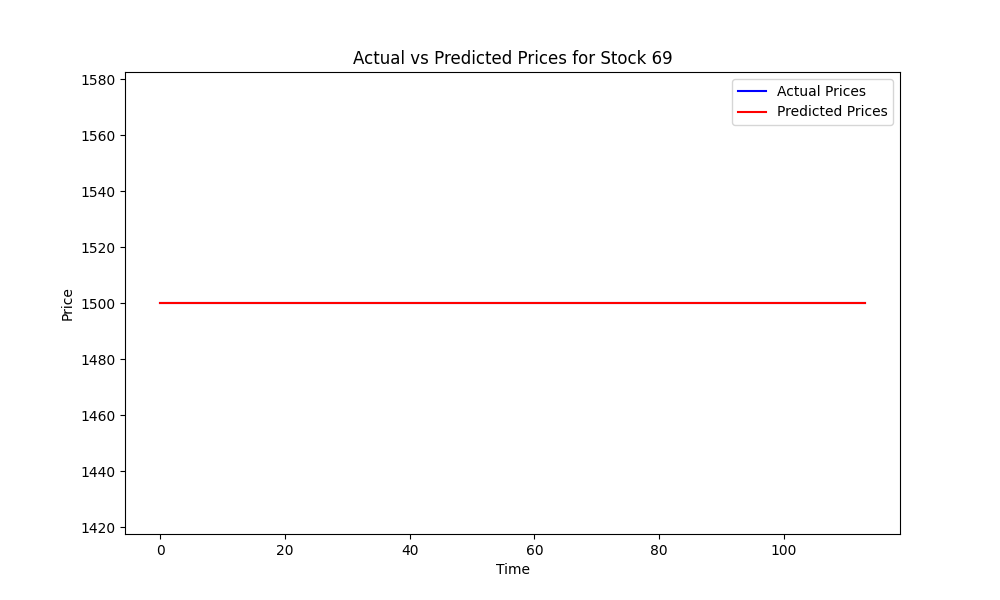 Actual vs Predicted Prices for Stock 69
Actual Prices
Predicted Prices
1580
1560
1540
1520
1500
1480
1460
1440
1420
Price
0 20 40 60 80 100
Time